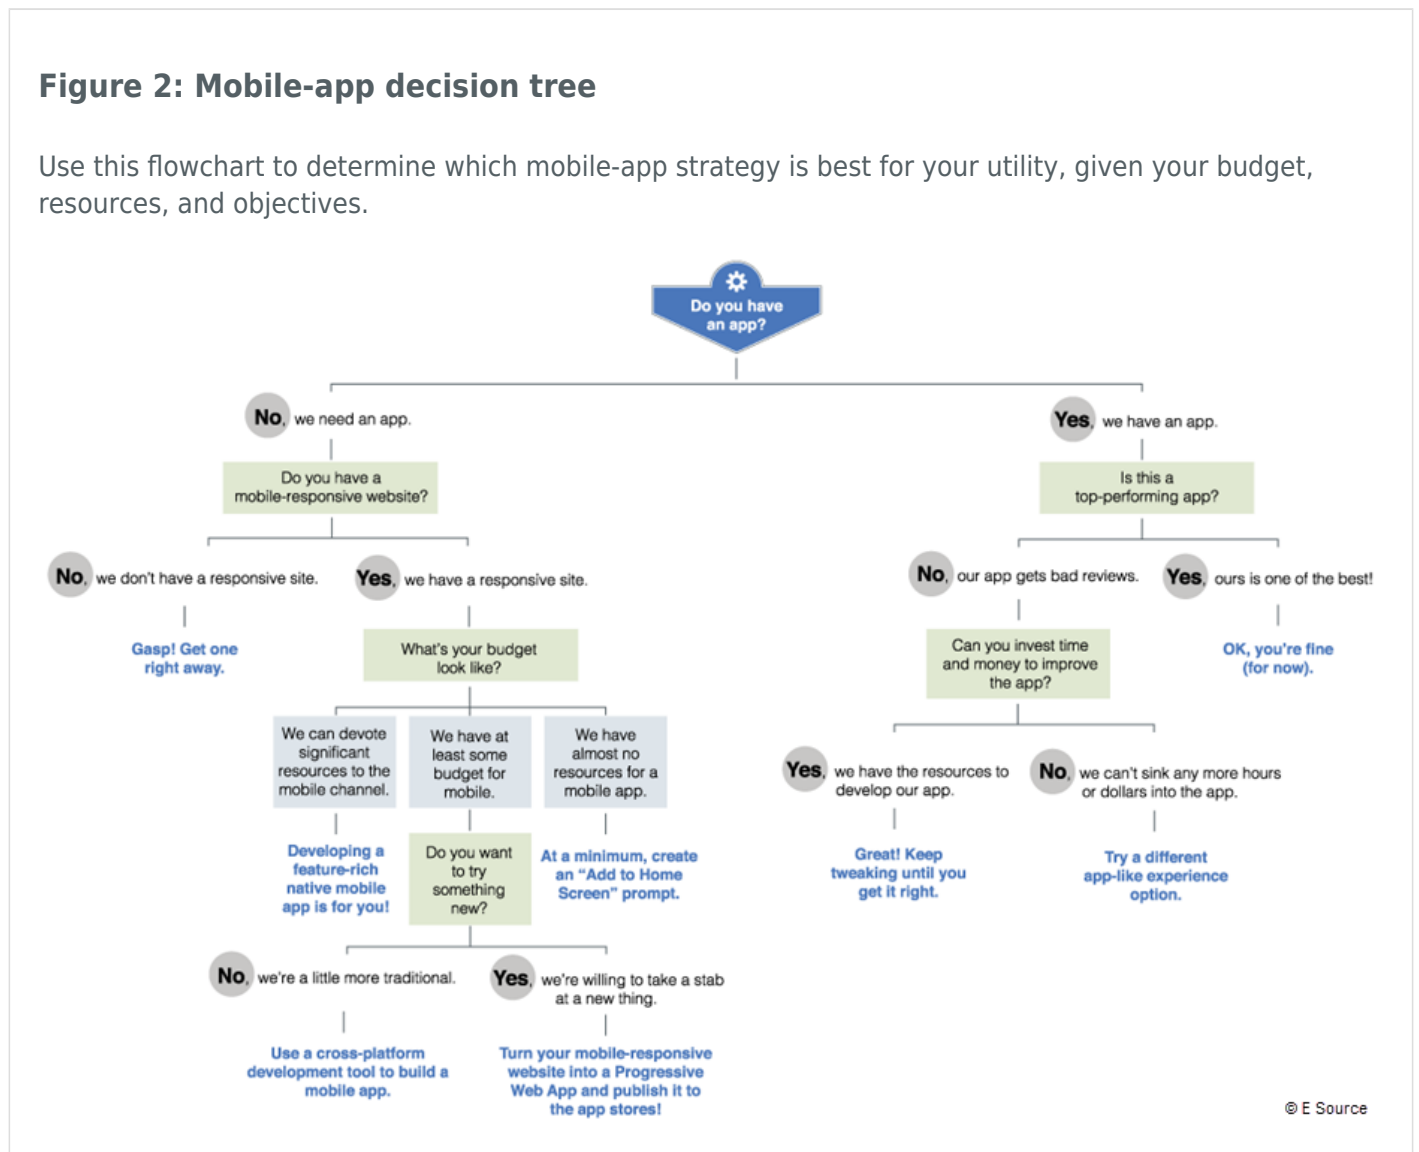 Figure 2: Mobile-app decision tree
Use this flowchart to determine which mobile-app strategy is best for your utility, given your budget,
resources, and objectives.
Do you have
an app?
No, we need an app.
Yes, we have an app.
Do you have a
mobile-responsive website?
Is this a
top-performing app?
No, we don't have a responsive site.
Yes, we have a responsive site.
No, our app gets bad reviews.
Yes, ours is one of the best!
Gasp! Get one
right away.
What's your budget
look like?
Can you invest time
and money to improve
the app?
OK, you're fine
(for now).
We can devote
significant
resources to the
mobile channel.
We have at
least some
budget for
mobile.
We have
almost no
resources for a
mobile app.
Yes, we have the resources to
develop our app.
No, we can't sink any more hours
or dollars into the app.
Developing a
feature-rich
native mobile
app is for you!
Do you want
to try
something
new?
At a minimum, create
an “Add to Home
Screen” prompt.
Great! Keep
tweaking until you
get it right.
Try a different
app-like experience
option.
No, we're a little more traditional.
Yes, we're willing to take a stab
at a new thing.
Use a cross-platform
development tool to build a
mobile app.
Turn your mobile-responsive
website into a Progressive
Web App and publish it to
the app stores!
© E Source